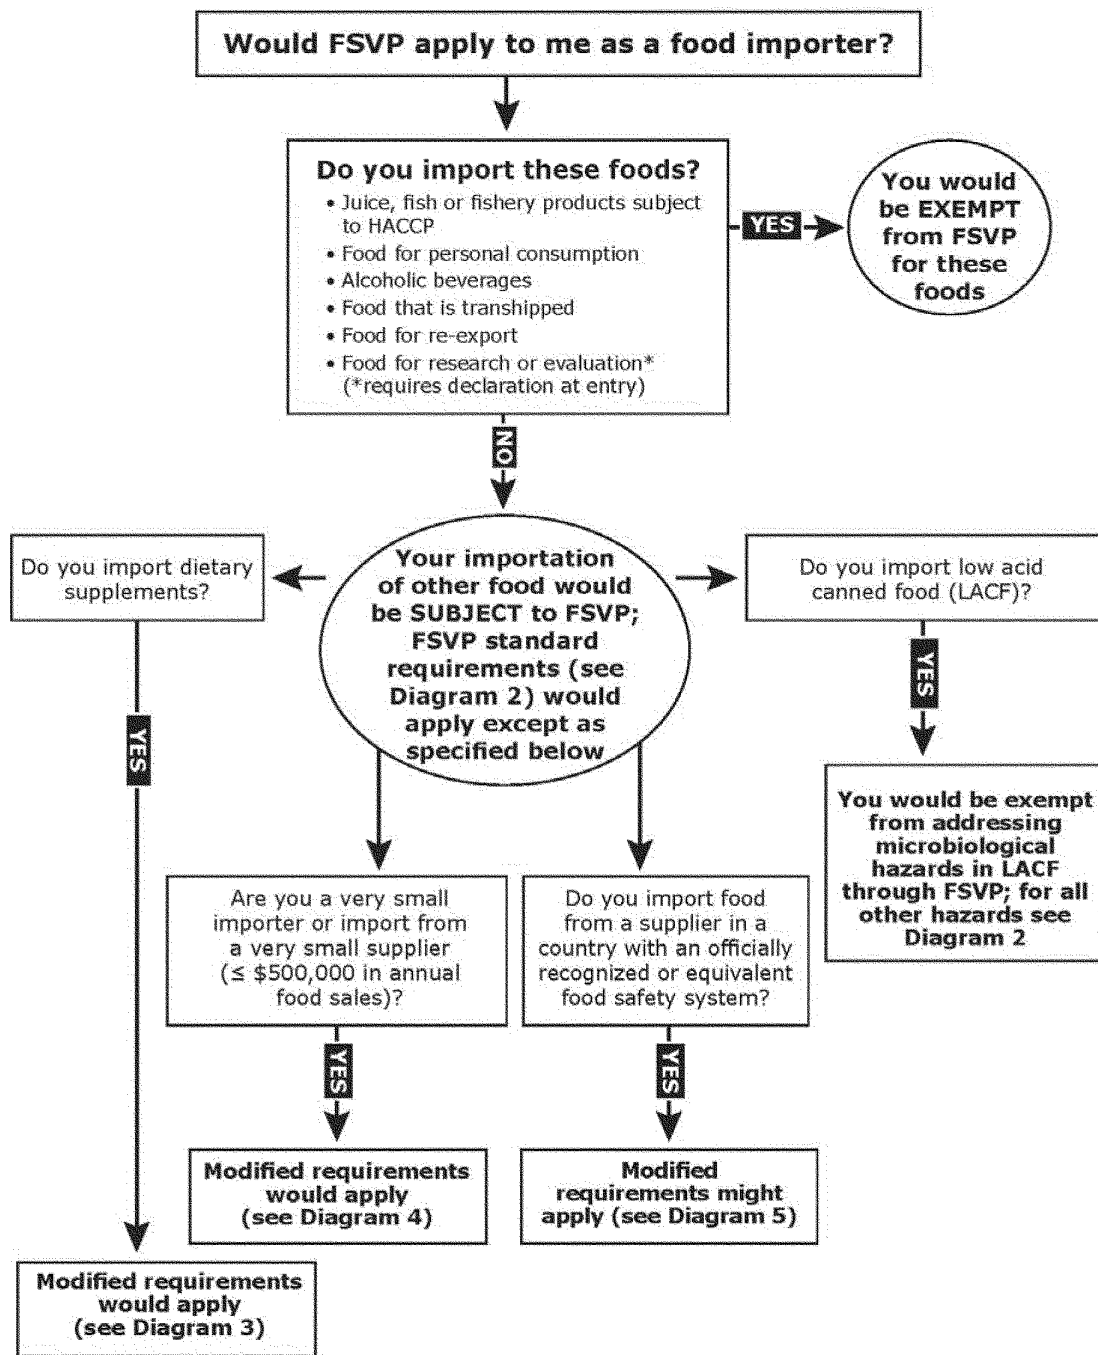 Would FSVP apply to me as a food importer?
Do you import these foods?
• Juice, fish or fishery products subject
to HACCP
• Food for personal consumption
• Alcoholic beverages
• Food that is transhipped
• Food for re-export
• Food for research or evaluation*
(*requires declaration at entry)
YES
You would
be EXEMPT
from FSVP
for these
foods
NO
Do you import dietary
supplements?
Your importation
of other food would
be SUBJECT to FSVP;
FSVP standard
requirements (see
Diagram 2) would
apply except as
specified below
Do you import low acid
canned food (LACF)?
YES
YES
You would be exempt
from addressing
microbiological
hazards in LACF
through FSVP; for all
other hazards see
Diagram 2
Are you a very small
importer or import from
a very small supplier
(≤ $500,000 in annual
food sales)?
Do you import food
from a supplier in a
country with an officially
recognized or equivalent
food safety system?
YES
YES
Modified requirements
would apply
(see Diagram 4)
Modified
requirements might
apply (see Diagram 5)
Modified requirements
would apply
(see Diagram 3)